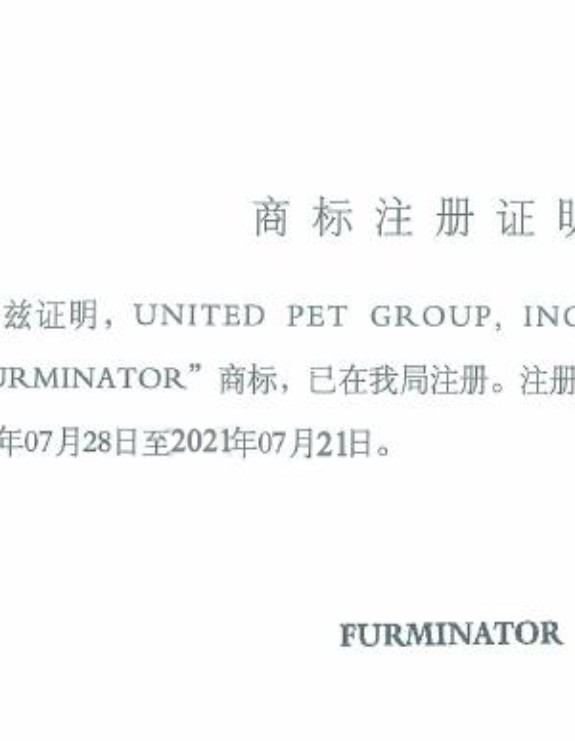 商标注册证明
兹证明，UNITED PET GROUP, INC
URMINATOR”商标，已在我局注册。注册
年07月28日至2021年07月21日。
FURMINATOR